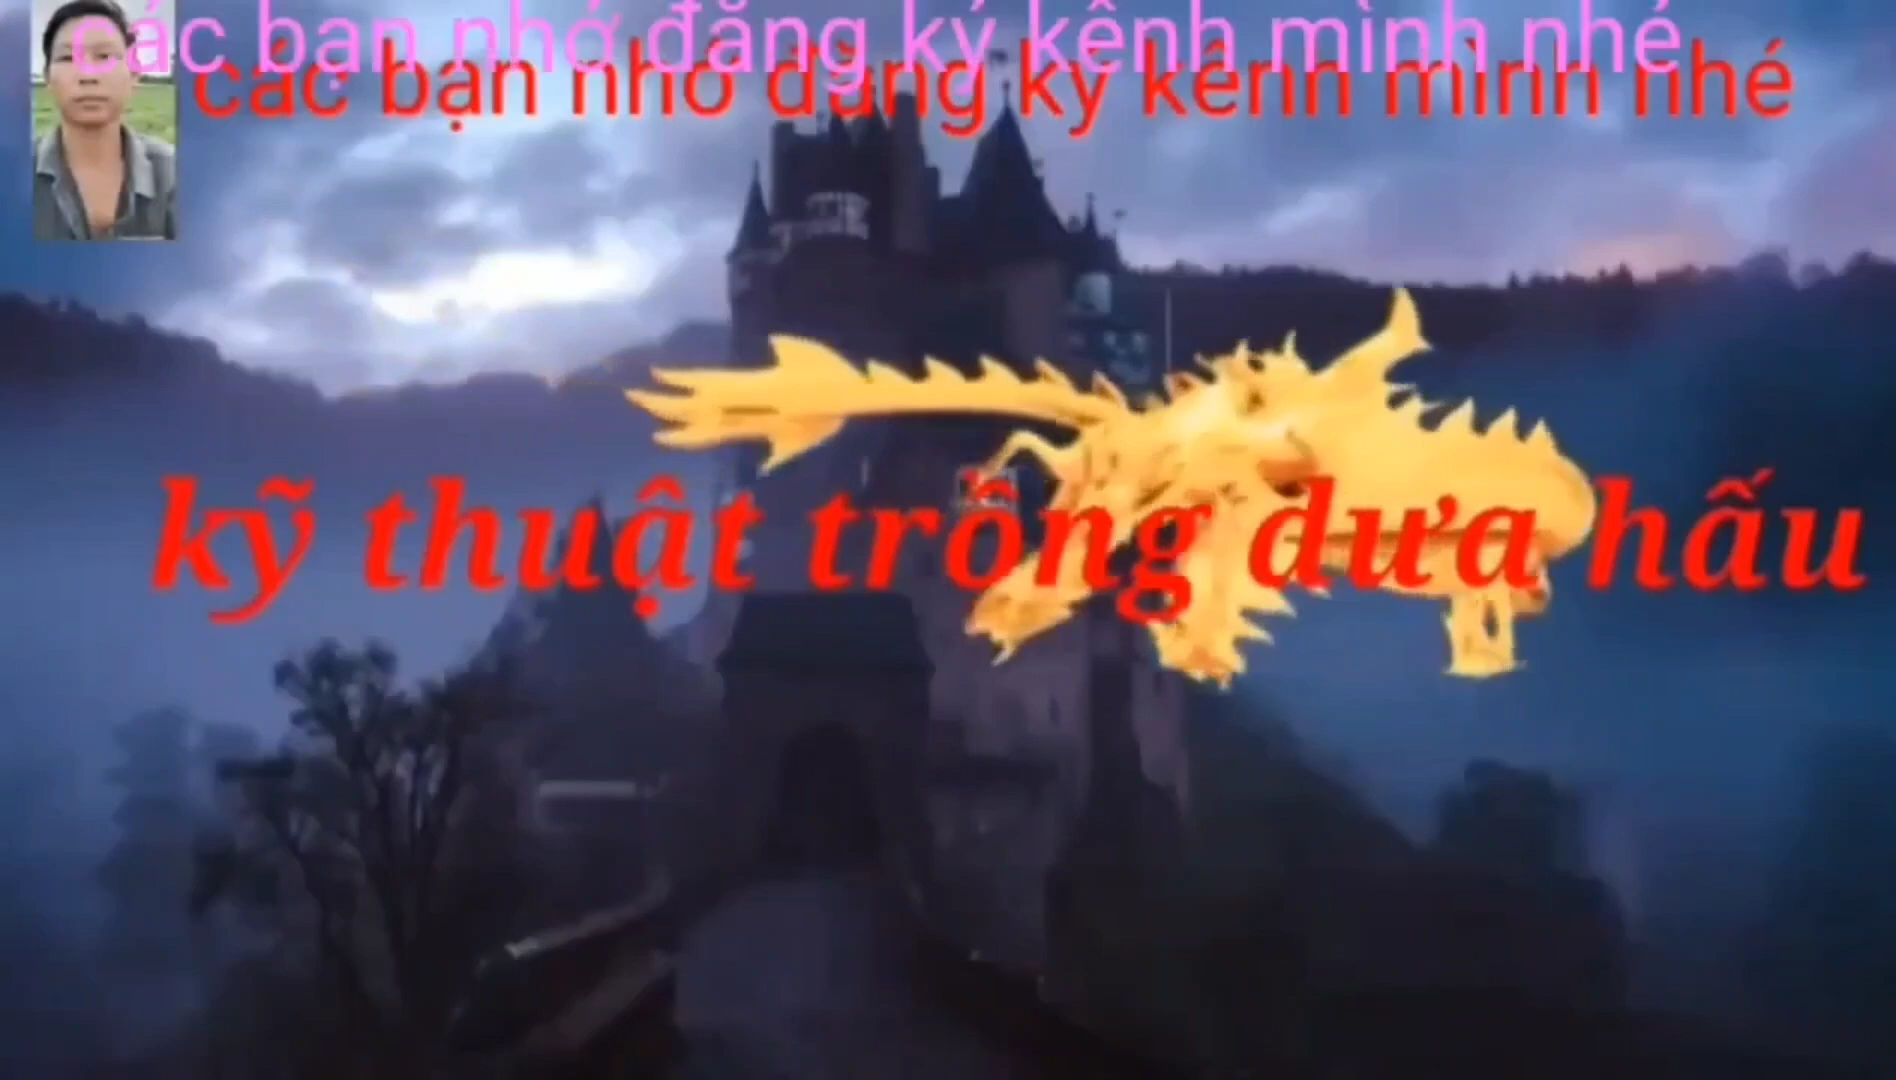 các bạn nhớ đăng ký kênh mình nhé
các bạn nhớ đăng ký kênh mình nhé
kỹ thuật trồng dưa hấu